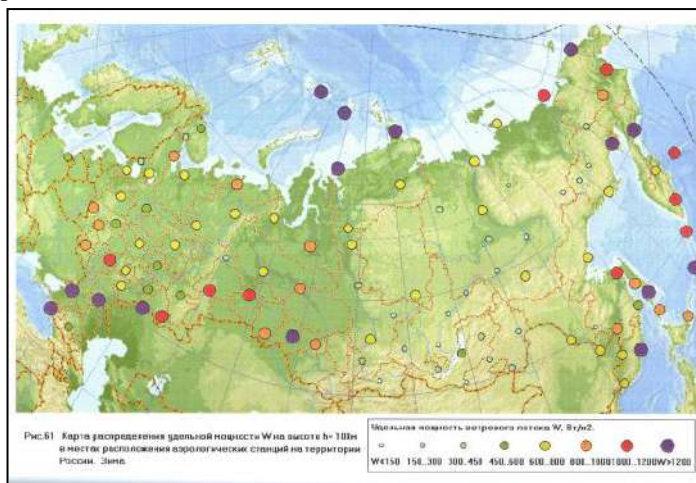 Рис.61 Карта распределения удельной мощности W на высоте h= 100м
в местах расположения аэрологических станций на территории
России. Зима.
Удельная мощность ветрового потока W, Вт/м2.
W<150 150...300 300..450 450..600 600...800 800..1000 1000..1200 W>1200